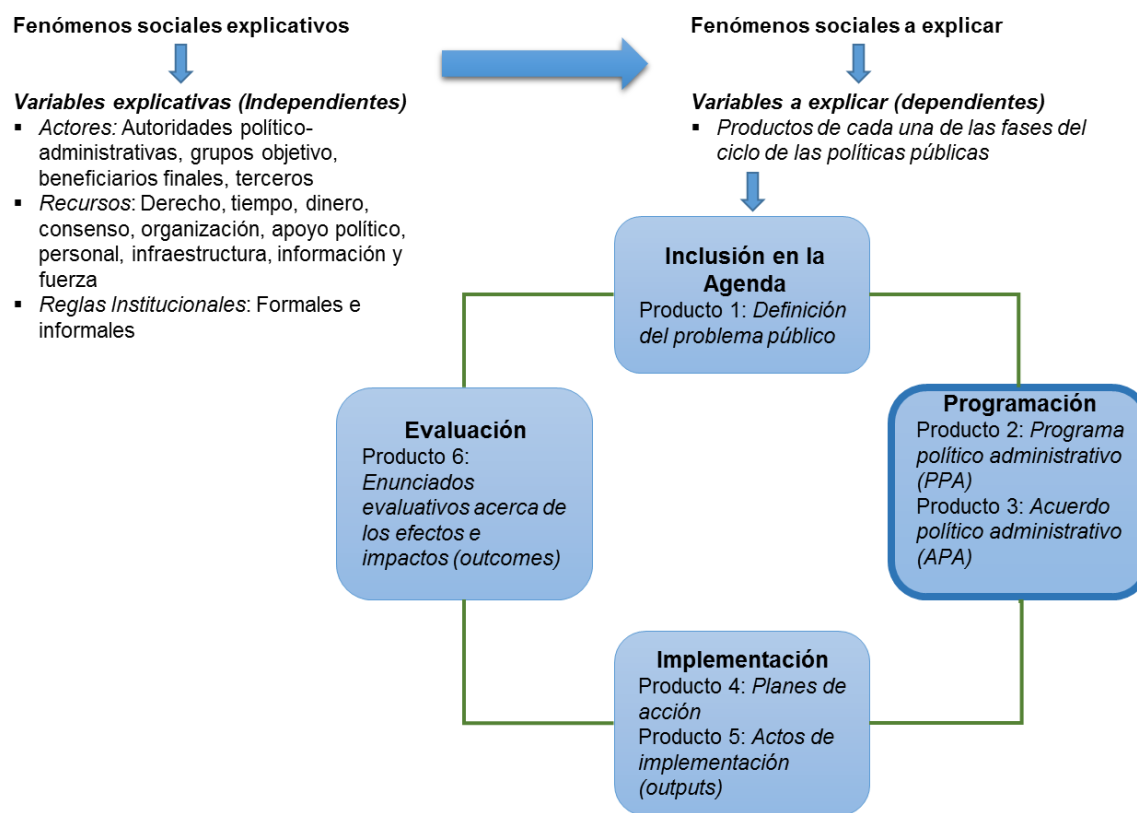 Fenómenos sociales explicativos
Variables explicativas (Independientes)
▪ Actores: Autoridades político-
administrativas, grupos objetivo,
beneficiarios finales, terceros
▪ Recursos: Derecho, tiempo, dinero,
consenso, organización, apoyo político,
personal, infraestructura, información y
fuerza
▪ Reglas Institucionales: Formales e
informales
Fenómenos sociales a explicar
Variables a explicar (dependientes)
▪ Productos de cada una de las fases del
ciclo de las políticas públicas
Inclusión en la
Agenda
Producto 1: Definición
del problema público
Programación
Producto 2: Programa
político administrativo
(PPA)
Producto 3: Acuerdo
político administrativo
(APA)
Implementación
Producto 4: Planes de
acción
Producto 5: Actos de
implementación
(outputs)
Evaluación
Producto 6:
Enunciados
evaluativos acerca de
los efectos e
impactos (outcomes)